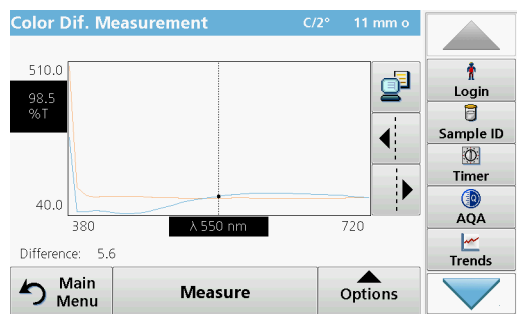 Color Dif. Measurement C/2° 11 mm o
510.0
98.5
%T
40.0
380 λ 550 nm 720
Difference: 5.6
Main
Menu
Measure
Options
Login
Sample ID
Timer
AQA
Trends